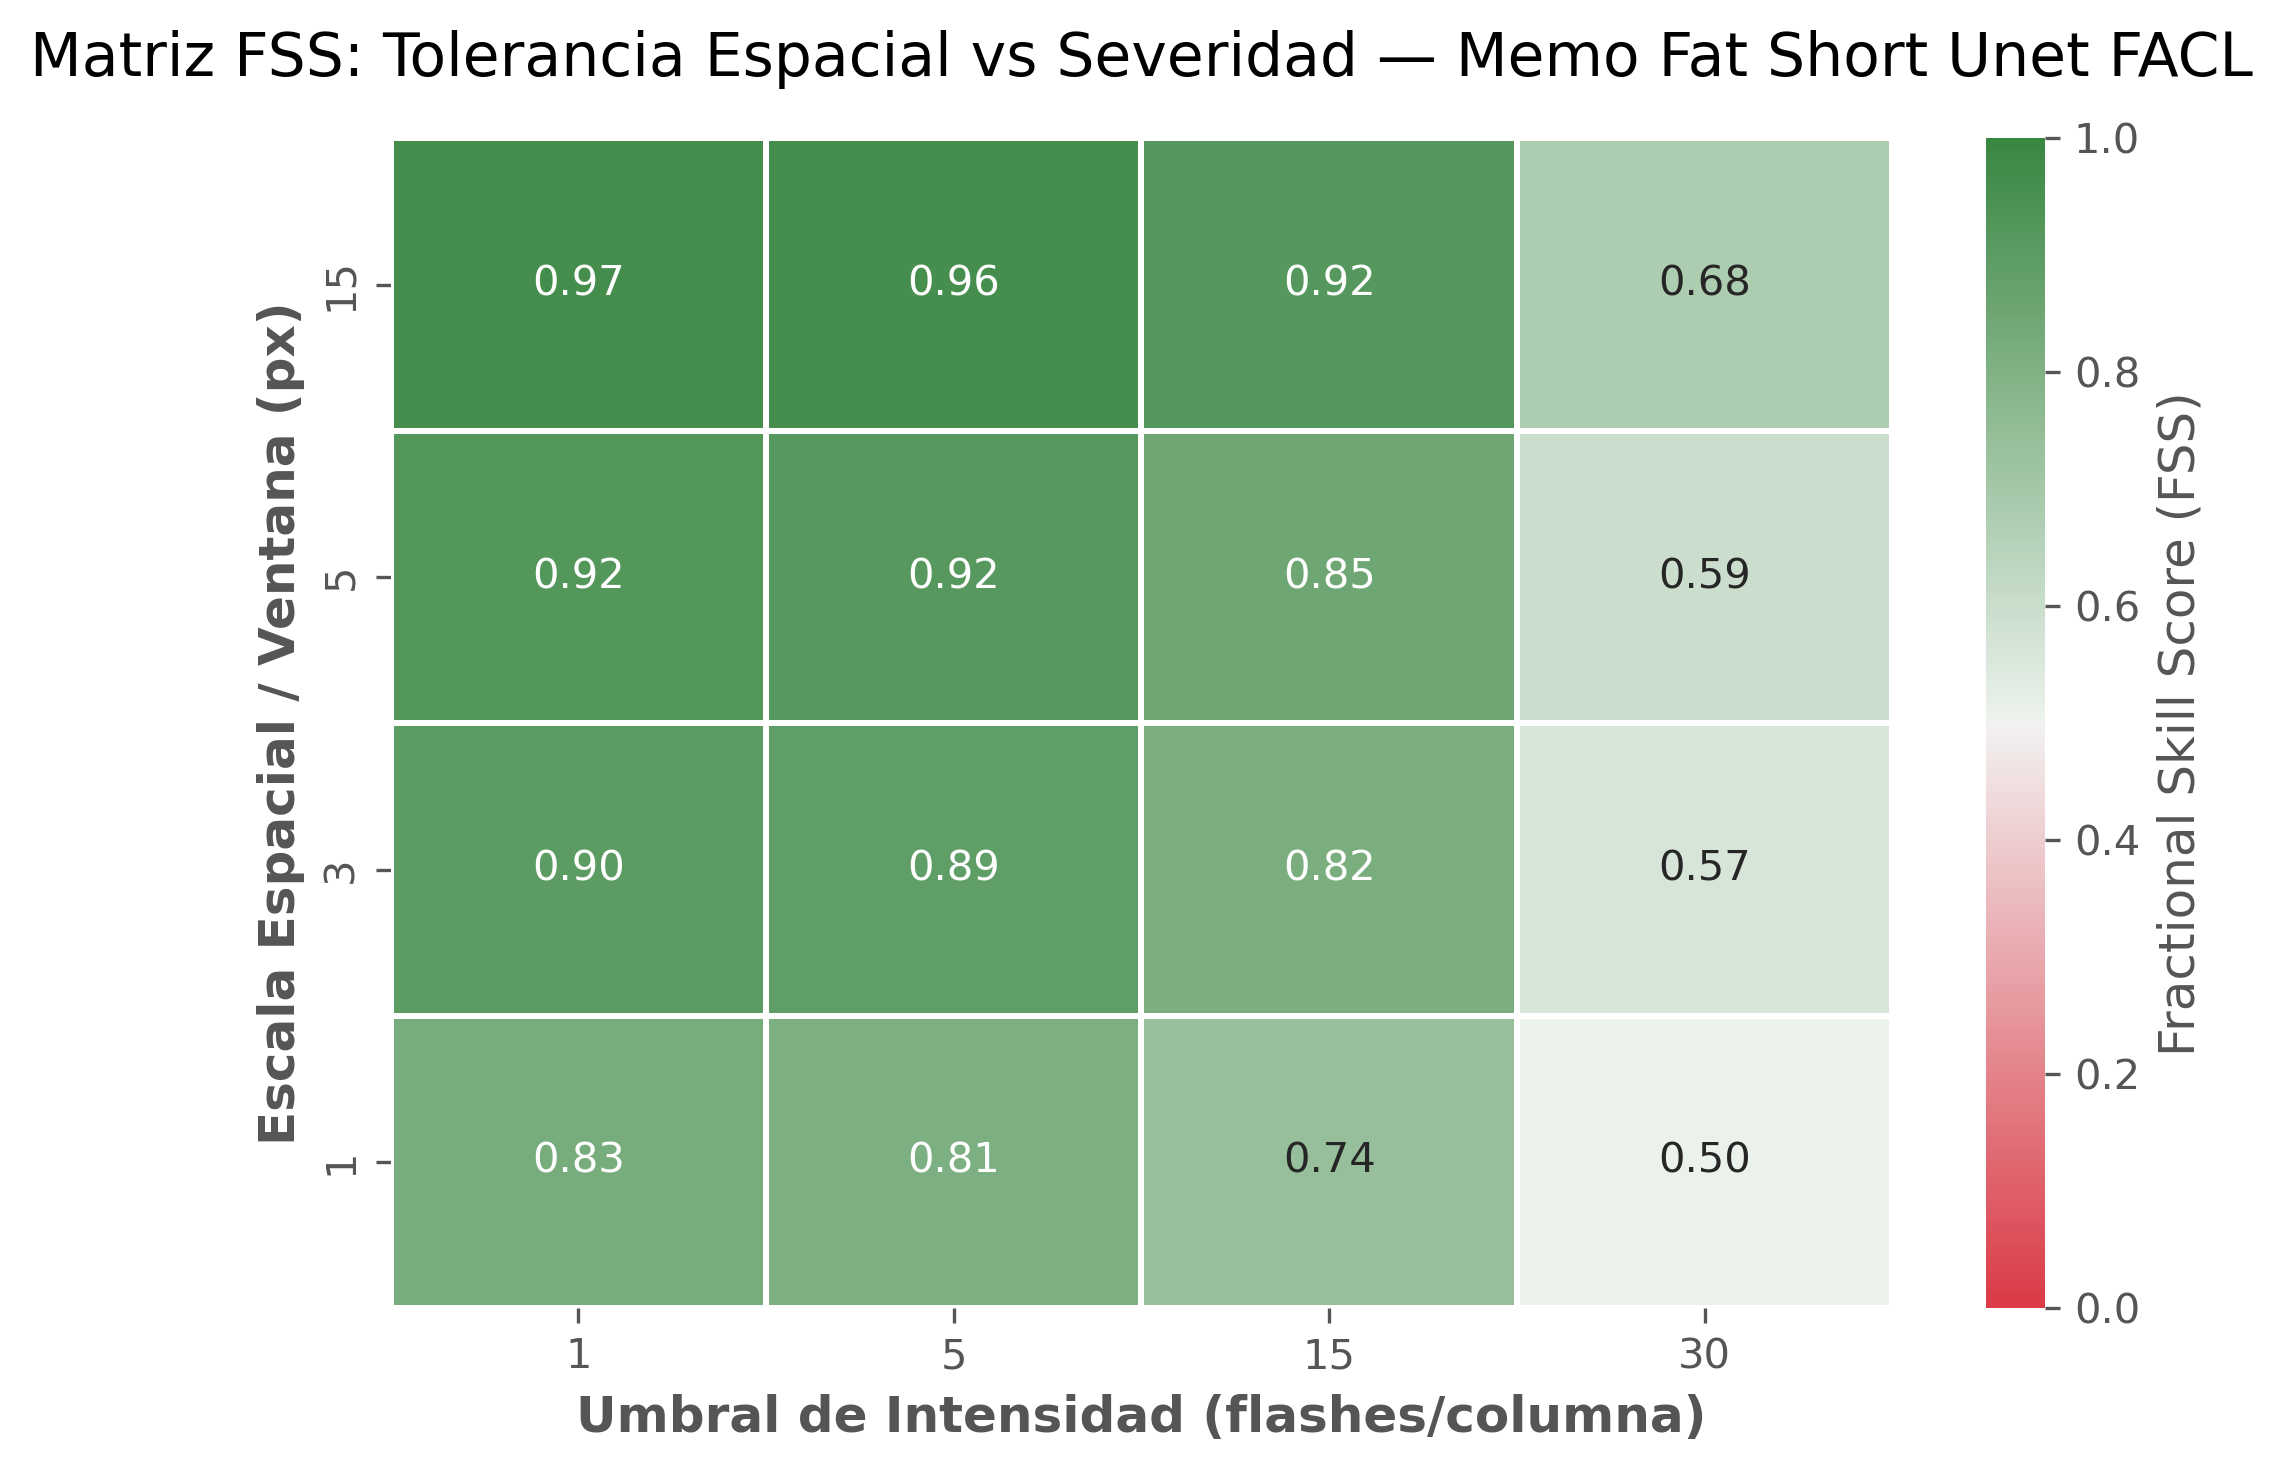 Matriz FSS: Tolerancia Espacial vs Severidad — Memo Fat Short Unet FACL
Escala Espacial / Ventana (px)
15
0.97 0.96 0.92 0.68
5
0.92 0.92 0.85 0.59
3
0.90 0.89 0.82 0.57
1
0.83 0.81 0.74 0.50
1 5 15 30
Umbral de Intensidad (flashes/columna)
1.0
0.8
0.6
0.4
0.2
0.0
Fractional Skill Score (FSS)